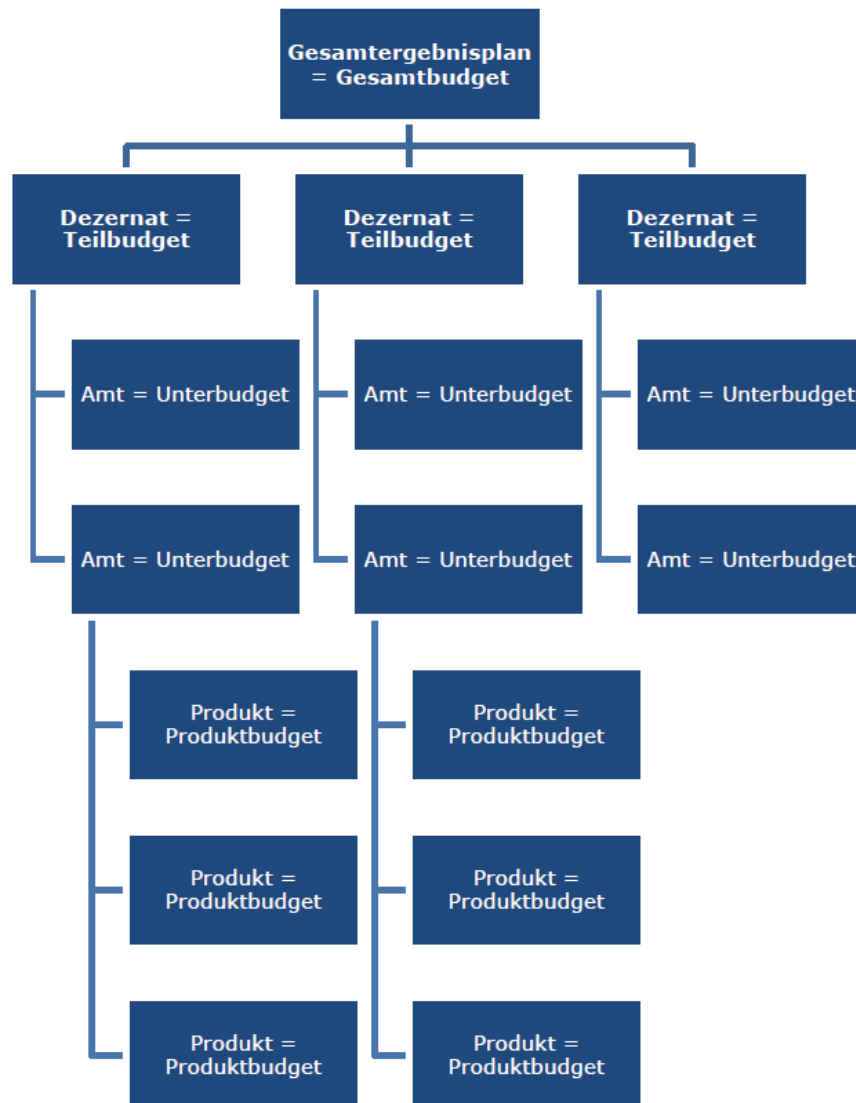 Gesamtergebnisplan
= Gesamtbudget
Dezernat =
Teilbudget
Dezernat =
Teilbudget
Dezernat =
Teilbudget
Amt = Unterbudget
Amt = Unterbudget
Amt = Unterbudget
Amt = Unterbudget
Amt = Unterbudget
Amt = Unterbudget
Produkt =
Produktbudget
Produkt =
Produktbudget
Produkt =
Produktbudget
Produkt =
Produktbudget
Produkt =
Produktbudget
Produkt =
Produktbudget